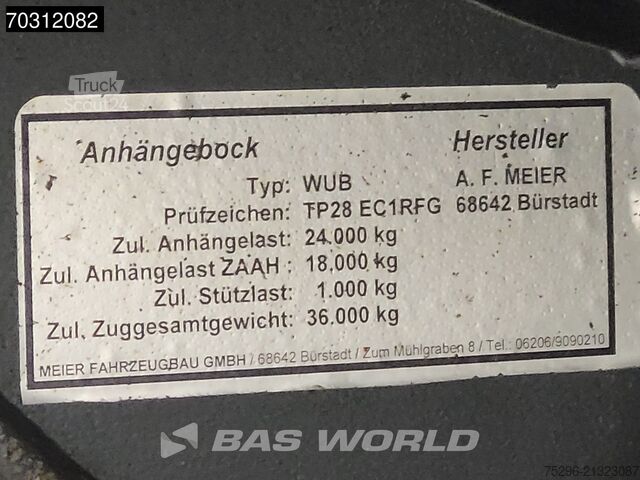 70312082
Truck
Scout24
Anhängebock
Hersteller
Typ: WUB
A. F. MEIER
Prüfzeichen: TP28 EC1RFG
68642 Bürstadt
Zul. Anhängelast: 24.000 kg
Zul. Anhängelast ZAAH : 18.000 kg
Zul. Stützlast: 1.000 kg
Zul. Zuggesamtgewicht: 36.000 kg
MEIER FAHRZEUGBAU GMBH / 68642 Bürstadt / Zum Mühlgraben 8 / Tel.: 06206/9090210
BAS WORLD
75296-21323087